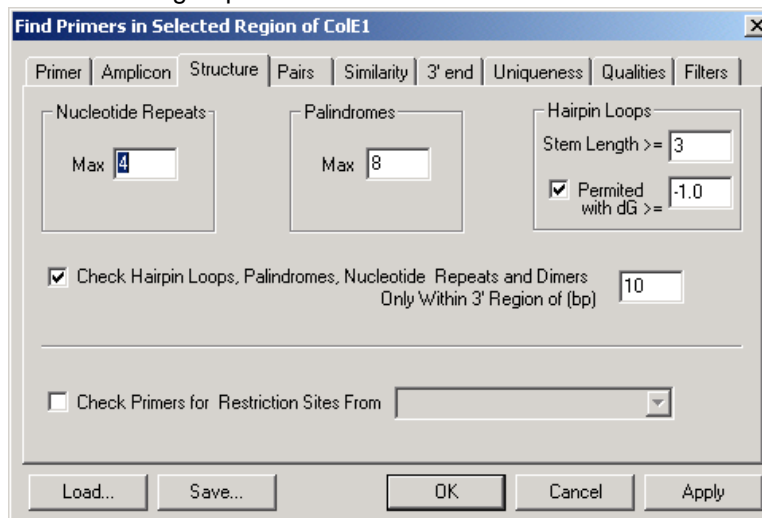 Find Primers in Selected Region of ColE1
Primer Amplicon Structure Pairs Similarity 3' end Uniqueness Qualities Filters
Nucleotide Repeats Palindromes Hairpin Loops
Stem Length >= 3
Max 4 Max 8
Permited -1.0
with dG >=
Check Hairpin Loops, Palindromes, Nucleotide Repeats and Dimers
Only Within 3' Region of (bp) 10
Check Primers for Restriction Sites From
Load... Save... OK Cancel Apply